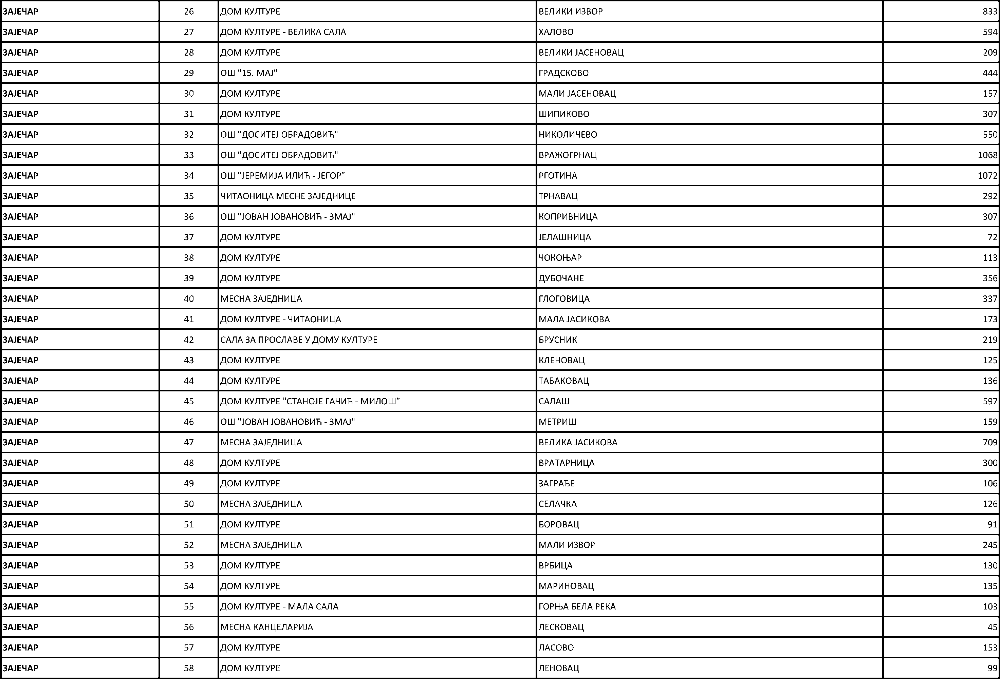 ЗАЈЕЧАР 26 ДОМ КУЛТУРЕ ВЕЛИКИ ИЗВОР 833
ЗАЈЕЧАР 27 ДОМ КУЛТУРЕ - ВЕЛИКА САЛА ХАЛОВО 594
ЗАЈЕЧАР 28 ДОМ КУЛТУРЕ ВЕЛИКИ ЈАСЕНОВАЦ 209
ЗАЈЕЧАР 29 ОШ "15. МАЈ" ГРАДСКОВО 444
ЗАЈЕЧАР 30 ДОМ КУЛТУРЕ МАЛИ ЈАСЕНОВАЦ 157
ЗАЈЕЧАР 31 ДОМ КУЛТУРЕ ШИПИКОВО 307
ЗАЈЕЧАР 32 ОШ "ДОСИТЕЈ ОБРАДОВИЋ" НИКОЛИЧЕВО 550
ЗАЈЕЧАР 33 ОШ "ДОСИТЕЈ ОБРАДОВИЋ" ВРАЖОГРНАЦ 1068
ЗАЈЕЧАР 34 ОШ "ЈЕРЕМИЈА ИЛИЋ - ЈЕГОР" РГОТИНА 1072
ЗАЈЕЧАР 35 ЧИТАОНИЦА МЕСНЕ ЗАЈЕДНИЦЕ ТРНАВАЦ 292
ЗАЈЕЧАР 36 ОШ "ЈОВАН ЈОВАНОВИЋ - ЗМАЈ" КОПРИВНИЦА 307
ЗАЈЕЧАР 37 ДОМ КУЛТУРЕ ЈЕЛАШНИЦА 72
ЗАЈЕЧАР 38 ДОМ КУЛТУРЕ ЧОКОЊАР 113
ЗАЈЕЧАР 39 ДОМ КУЛТУРЕ ДУБОЧАНЕ 356
ЗАЈЕЧАР 40 МЕСНА ЗАЈЕДНИЦА ГЛОГОВИЦА 337
ЗАЈЕЧАР 41 ДОМ КУЛТУРЕ - ЧИТАОНИЦА МАЛА ЈАСИКОВА 173
ЗАЈЕЧАР 42 САЛА ЗА ПРОСЛАВЕ У ДОМУ КУЛТУРЕ БРУСНИК 219
ЗАЈЕЧАР 43 ДОМ КУЛТУРЕ КЛЕНОВАЦ 125
ЗАЈЕЧАР 44 ДОМ КУЛТУРЕ ТАБАКОВАЦ 136
ЗАЈЕЧАР 45 ДОМ КУЛТУРЕ "СТАНОЈЕ ГАЧИЋ - МИЛОШ" САЛАШ 597
ЗАЈЕЧАР 46 ОШ "ЈОВАН ЈОВАНОВИЋ - ЗМАЈ" МЕТРИШ 159
ЗАЈЕЧАР 47 МЕСНА ЗАЈЕДНИЦА ВЕЛИКА ЈАСИКОВА 709
ЗАЈЕЧАР 48 ДОМ КУЛТУРЕ ВРАТАРНИЦА 300
ЗАЈЕЧАР 49 ДОМ КУЛТУРЕ ЗАГРАЂЕ 106
ЗАЈЕЧАР 50 МЕСНА ЗАЈЕДНИЦА СЕЛАЧКА 126
ЗАЈЕЧАР 51 ДОМ КУЛТУРЕ БОРОВАЦ 91
ЗАЈЕЧАР 52 МЕСНА ЗАЈЕДНИЦА МАЛИ ИЗВОР 245
ЗАЈЕЧАР 53 ДОМ КУЛТУРЕ ВРБИЦА 130
ЗАЈЕЧАР 54 ДОМ КУЛТУРЕ МАРИНОВАЦ 135
ЗАЈЕЧАР 55 ДОМ КУЛТУРЕ - МАЛА САЛА ГОРЊА БЕЛА РЕКА 103
ЗАЈЕЧАР 56 МЕСНА КАНЦЕЛАРИЈА ЛЕСКОВАЦ 45
ЗАЈЕЧАР 57 ДОМ КУЛТУРЕ ЛАСОВО 153
ЗАЈЕЧАР 58 ДОМ КУЛТУРЕ ЛЕНОВАЦ 99